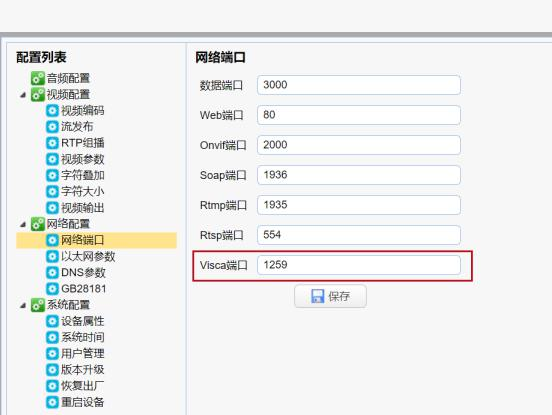 配置列表
音频配置
视频配置
视频编码
流发布
RTP组播
视频参数
字符叠加
字符大小
视频输出
网络配置
网络端口
以太网参数
DNS参数
GB28181
系统配置
设备属性
系统时间
用户管理
版本升级
恢复出厂
重启设备
网络端口
数据端口 3000
Web端口 80
Onvif端口 2000
Soap端口 1936
Rtmp端口 1935
Rtsp端口 554
Visca端口 1259
保存